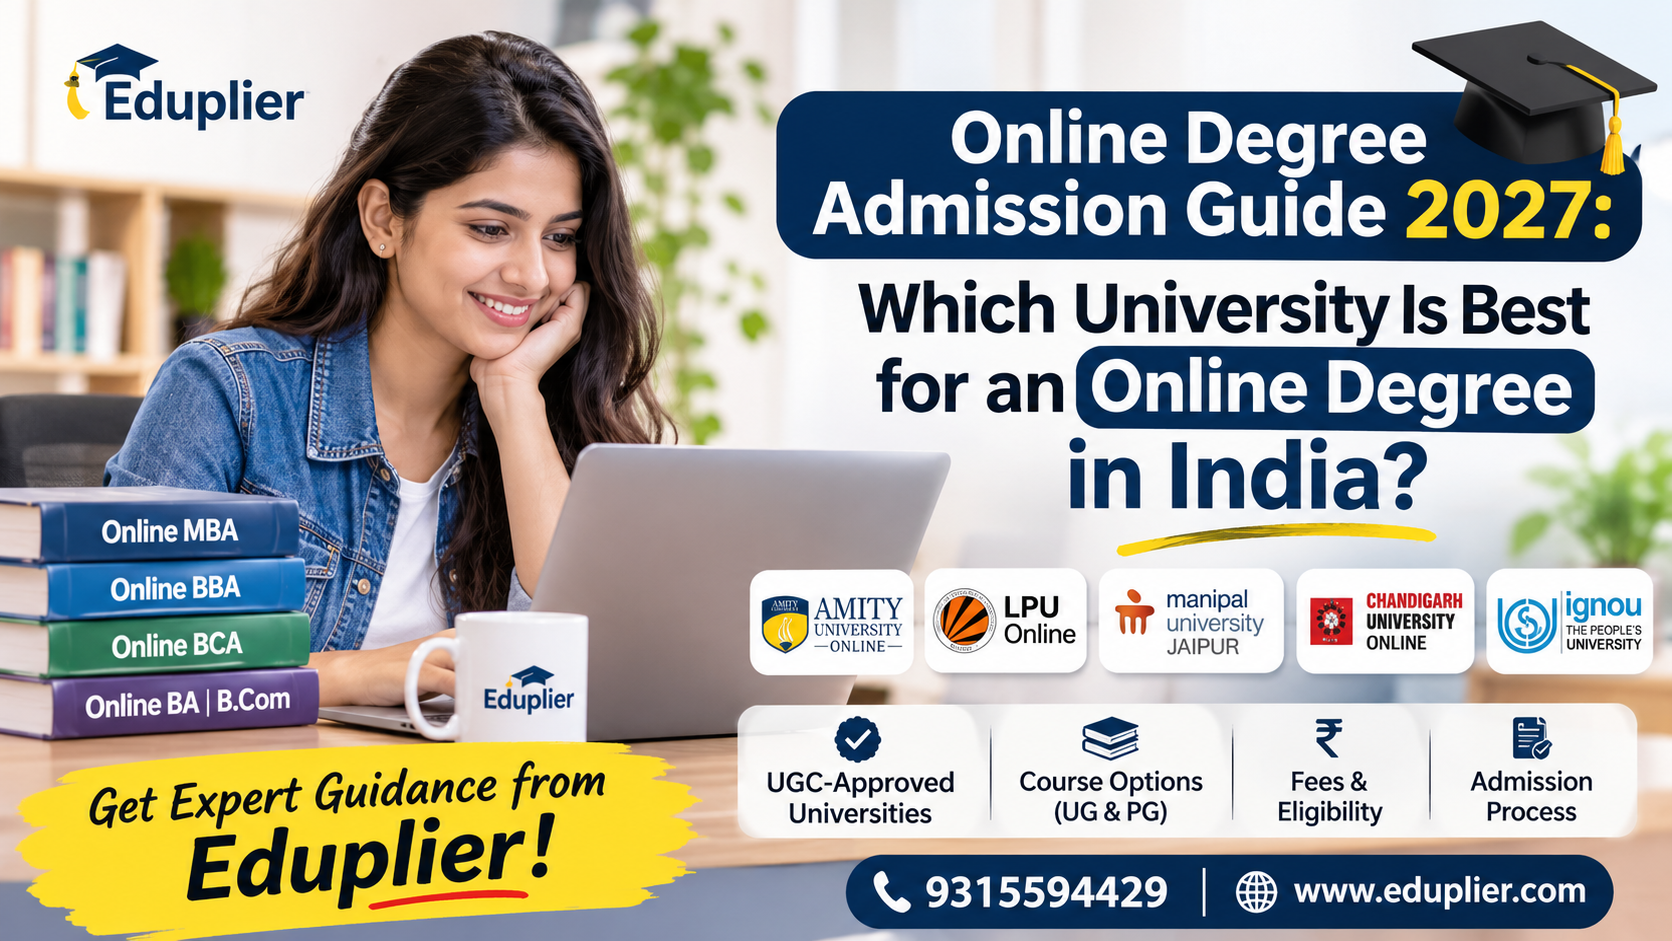 Eduplier
Online Degree
Admission Guide 2027:
Which University Is Best
for an Online Degree
in India?
Online MBA
Online BBA
Online BCA
Online BA | B.Com
Eduplier
Get Expert Guidance from
Eduplier!
AMITY
AMITY
UNIVERSITY
ONLINE
LPU
Online
manipal
university
JAIPUR
CHANDIGARH
UNIVERSITY
ONLINE
ignou
THE PEOPLE'S
UNIVERSITY
UGC-Approved
Universities
Course Options
(UG & PG)
₹
Fees &
Eligibility
Admission
Process
9315594429
www.eduplier.com